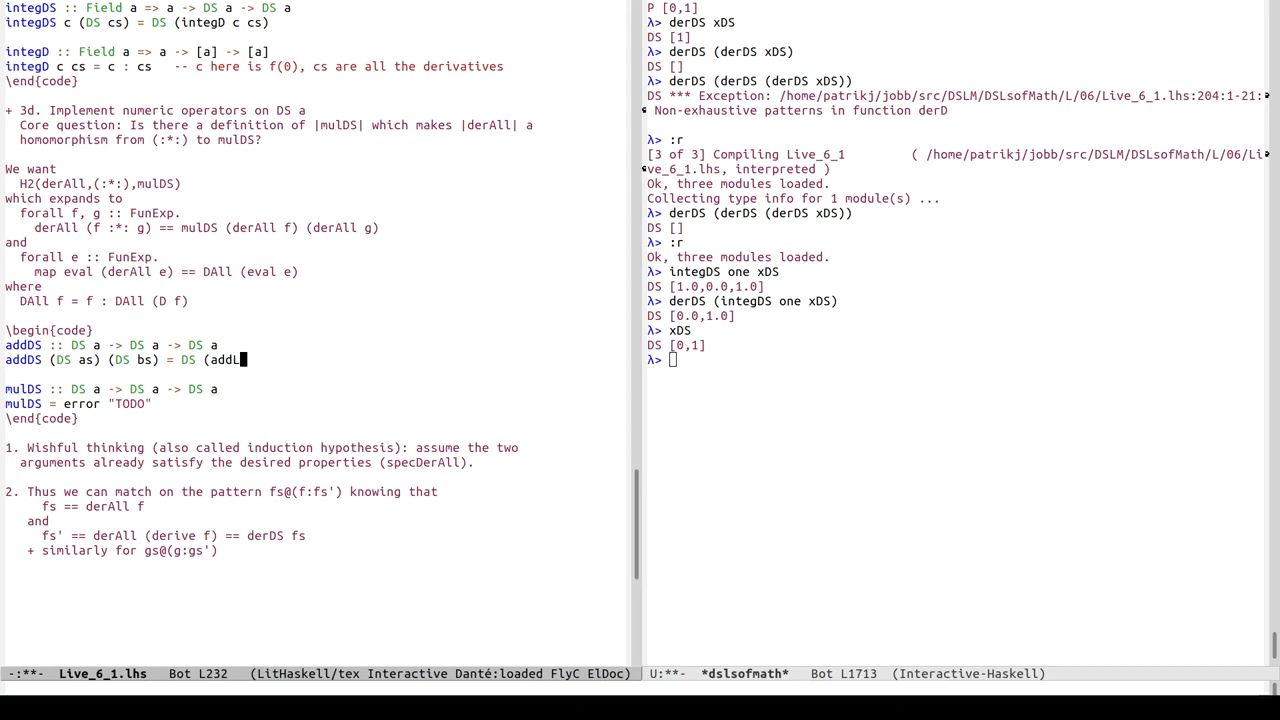 integDS :: Field a => a -> DS a -> DS a
integDS c (DS cs) = DS (integD c cs)
integD :: Field a => a -> [a] -> [a]
integD c cs = c : cs   -- c here is f(0), cs are all the derivatives
\end{code}
+ 3d. Implement numeric operators on DS a
Core question: Is there a definition of |mulDS| which makes |derAll| a
homomorphism from (:*:) to mulDS?
We want
H2(derAll,(:*:),mulDS)
which expands to
forall f, g :: FunExp.
derAll (f :*: g) == mulDS (derAll f) (derAll g)
and
forall e :: FunExp.
map eval (derAll e) == DAll (eval e)
where
DAll f = f : DAll (D f)
\begin{code}
addDS :: DS a -> DS a -> DS a
addDS (DS as) (DS bs) = DS (addL
mulDS :: DS a -> DS a -> DS a
mulDS = error "TODO"
\end{code}
1. Wishful thinking (also called induction hypothesis): assume the two
arguments already satisfy the desired properties (specDerAll).
2. Thus we can match on the pattern fs@(f:fs') knowing that
fs == derAll f
and
fs' == derAll (derive f) == derDS fs
+ similarly for gs@(g:gs')
-:**-  Live_6_1.lhs   Bot L232   (LitHaskell/tex Interactive Danté:loaded FlyC ElDoc)
P [0,1]
λ> derDS xDS
DS [1]
λ> derDS (derDS xDS)
DS []
λ> derDS (derDS (derDS xDS))
DS *** Exception: /home/patrikj/jobb/src/DSLM/DSLsofMath/L/06/Live_6_1.lhs:204:1-21:
Non-exhaustive patterns in function derD
λ> :r
[3 of 3] Compiling Live_6_1         ( /home/patrikj/jobb/src/DSLM/DSLsofMath/L/06/Li
ve_6_1.lhs, interpreted )
Ok, three modules loaded.
Collecting type info for 1 module(s) ...
λ> derDS (derDS (derDS xDS))
DS []
λ> :r
Ok, three modules loaded.
λ> integDS one xDS
DS [1.0,0.0,1.0]
λ> derDS (integDS one xDS)
DS [0.0,1.0]
λ> xDS
DS [0,1]
λ>
U:**-  *dslsofmath*   Bot L1713  (Interactive-Haskell)